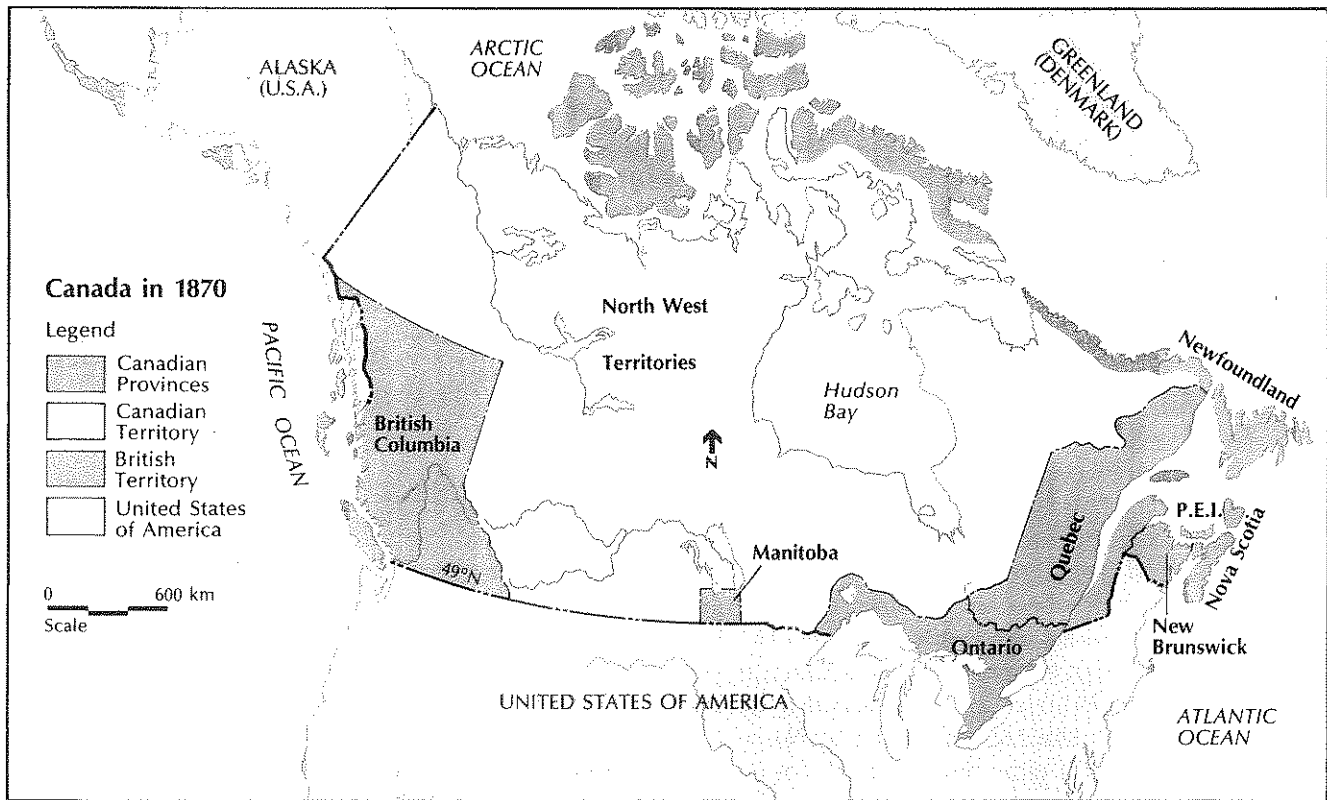 ARCTIC
OCEAN
ALASKA
(U.S.A.)
GREENLAND
(DENMARK)
Canada in 1870
Legend
Canadian
Provinces
Canadian
Territory
British
Territory
United States
of America
0 600 km
Scale
PACIFIC OCEAN
North West
Territories
Hudson
Bay
Newfoundland
British
Columbia
N
49°N
Manitoba
Quebec
P.E.I.
Nova Scotia
New
Brunswick
Ontario
UNITED STATES OF AMERICA
ATLANTIC
OCEAN